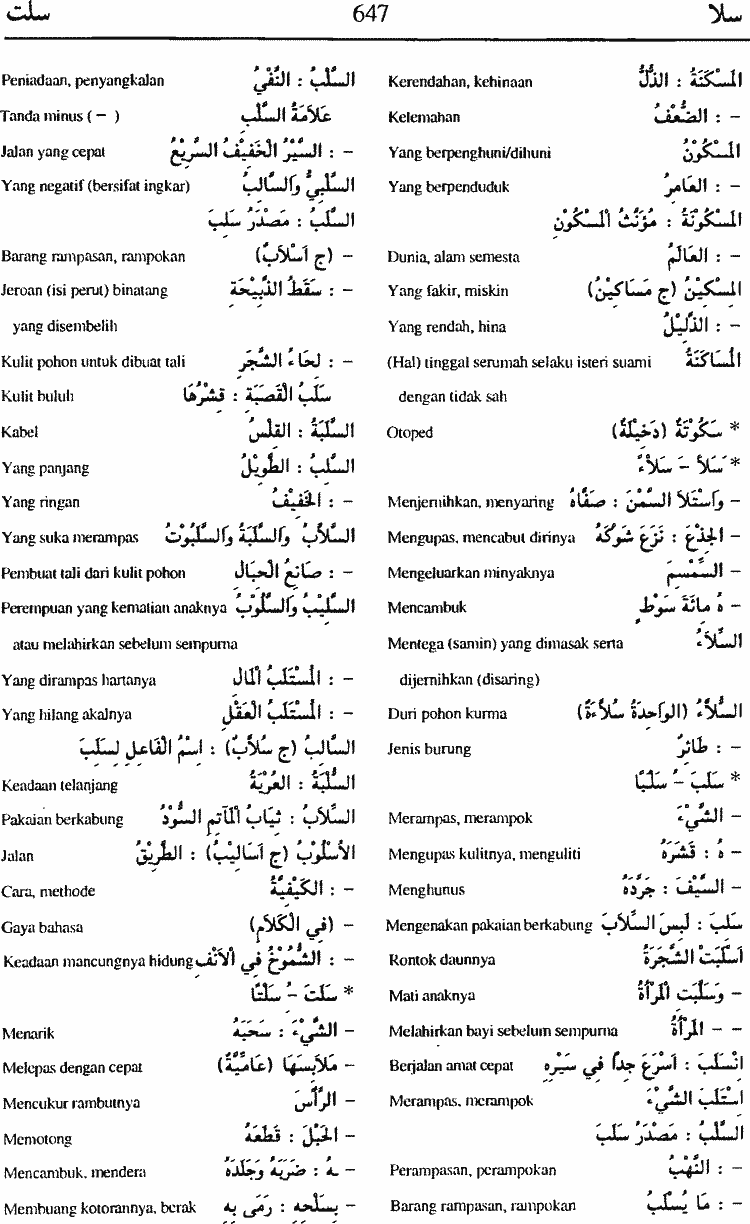 سلا 647 سلت
المَسْكَنَةُ : الذُّلُّ Kerendahan, kehinaan
– : الضُّعْفُ Kelemahan
المَسْكُوْنُ Yang berpenghuni/dihuni
– : العَامِرُ Yang berpenduduk
المَسْكُوْنَةُ : مُؤَنَّثُ المَسْكُوْنِ
– : العَالَمُ Dunia, alam semesta
المِسْكِيْنُ (ج مَسَاكِيْنُ) Yang fakir, miskin
– : الذَّلِيْلُ Yang rendah, hina
المُسَاكَنَةُ (Hal) tinggal serumah selaku isteri suami
dengan tidak sah
* سَكُوْتَةُ (دَخِيْلَةٌ) Otoped
* سَلأَ – سَلْأً
– وَاسْتَلأَ السَّمْنَ : صَفَّاهُ Menjernihkan, menyaring
– الجِذْعَ : نَزَعَ شَوْكَهُ Mengupas, mencabut dirinya
– السِّمْسِمَ Mengeluarkan minyaknya
– هُ مِائَةَ سَوْطٍ Mencambuk
السِّلاَءُ Mentega (samin) yang dimasak serta
dijernihkan (disaring)
السُّلاَّءُ (الوَاحِدَةُ سُلاَّءَةٌ) Duri pohon kurma
– : طَائِرٌ Jenis burung
* سَلَبَ – سَلْبًا
– الشَّيْءَ Merampas, merampok
– هُ : قَشَرَهُ Mengupas kulitnya, menguliti
– السَّيْفَ : جَرَّدَهُ Menghunus
سَلِبَ : لَبِسَ السِّلاَبَ Mengenakan pakaian berkabung
اَسْلَبَتْ الشَّجَرَةُ Rontok daunnya
– وَسَلَبَتْ المَرْأَةُ Mati anaknya
– – المَرْأَةُ Melahirkan bayi sebelum sempurna
انْسَلَبَ : اَسْرَعَ جِدًّا فِي سَيْرِهِ Berjalan amat cepat
اسْتَلَبَ الشَّيْءَ Merampas, merampok
السَّلْبُ : مَصْدَرُ سَلَبَ
– : النَّهْبُ Perampasan, perampokan
– : مَا يُسْلَبُ Barang rampasan, rampokan
السَّلْبُ : النَّفْيُ Peniadaan, penyangkalan
عَلاَمَةُ السَّلْبِ Tanda minus ( – )
– : السَّيْرُ الْخَفِيْفُ السَّرِيْعُ Jalan yang cepat
السَّلْبِيُّ وَالسَّالِبُ Yang negatif (bersifat ingkar)
السَّلَبُ : مَصْدَرُ سَلِبَ
– (ج اَسْلاَبٌ) Barang rampasan, rampokan
– : سَقَطُ الذَّبِيْحَةِ Jeroan (isi perut) binatang
yang disembelih
– : لِحَاءُ الشَّجَرِ Kulit pohon untuk dibuat tali
سَلَبُ الْقَصَبَةِ : قِشْرُهَا Kulit buluh
السَّلَبَةُ : القَلْسُ Kabel
السَّلِبُ : الطَّوِيْلُ Yang panjang
– : الخَفِيْفُ Yang ringan
السَّلاَّبُ وَالسَّلَبَةُ وَالسَّلَبُوْتُ Yang suka merampas
– : صَانِعُ الْحِبَالِ Pembuat tali dari kulit pohon
السَّلِيْبُ وَالسَّلُوْبُ Perempuan yang kematian anaknya
atau melahirkan sebelum sempurna
– : المُسْتَلَبُ الْمَالِ Yang dirampas hartanya
– : المُسْتَلَبُ الْعَقْلِ Yang hilang akalnya
السَّالِبُ (ج سُلاَّبٌ) : اسْمُ الْفَاعِلِ لِسَلَبَ
السُّلْبَةُ : العُرْيَةُ Keadaan telanjang
السِّلاَبُ : ثِيَابُ الْمَآتِمِ السُّوْدُ Pakaian berkabung
الأُسْلُوْبُ (ج اَسَالِيْبُ) : الطَّرِيْقُ Jalan
– : الكَيْفِيَّةُ Cara, methode
– (فِي الْكَلاَمِ) Gaya bahasa
– : الشُّمُوْخُ فِي الْأَنْفِ Keadaan mancungnya hidung
* سَلَتَ – سَلْتًا
– الشَّيْءَ : سَحَبَهُ Menarik
– مَلاَبِسَهَا (عَامِّيَّةٌ) Melepas dengan cepat
– الرَّأْسَ Mencukur rambutnya
– الحَبْلَ : قَطَعَهُ Memotong
– هُ : ضَرَبَهُ وَجَلَدَهُ Mencambuk, mendera
– بِسَلْحِهِ : رَمَى بِهِ Membuang kotorannya, berak